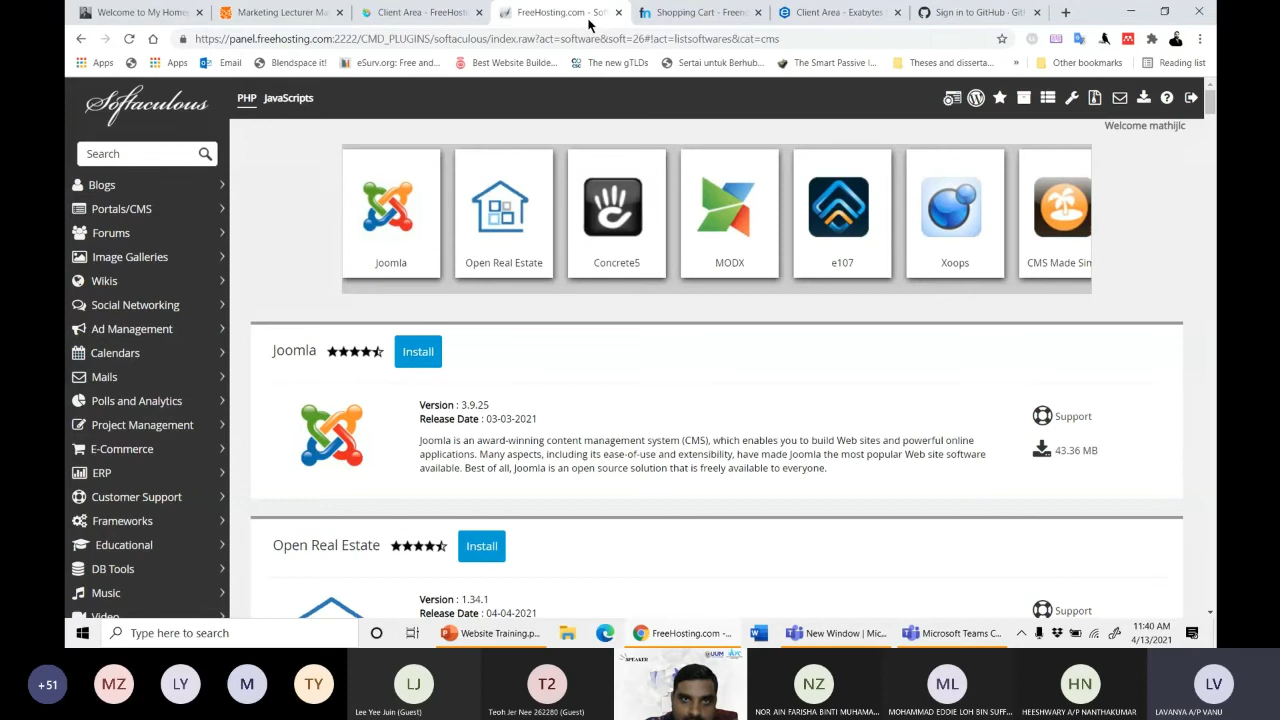 Welcome to My Home
Marketing Lecturer Ma
Client Area - FreeHost
FreeHosting.com - Sof
Shopping Cart - Freen
Client Area - Exabytes
Sign in to GitHub · Git
https://panel.freehosting.com:2222/CMD_PLUGINS/softaculous/index.raw?act=software&soft=26#!act=listsoftwares&cat=cms
Apps
Apps
Email
Blendspace it!
eSurv.org: Free and...
Best Website Builde...
The new gTLDs
Sertai untuk Berhub...
The Smart Passive I...
Theses and disserta...
»
Other bookmarks
Reading list
Softaculous
PHP JavaScripts
Welcome mathijlc
Search
Blogs
Portals/CMS
Forums
Image Galleries
Wikis
Social Networking
Ad Management
Calendars
Mails
Polls and Analytics
Project Management
E-Commerce
ERP
Customer Support
Frameworks
Educational
DB Tools
Music
Video
Joomla
Open Real Estate
Concrete5
MODX
e107
Xoops
CMS Made Sim
Joomla
Install
Version : 3.9.25
Release Date : 03-03-2021
Joomla is an award-winning content management system (CMS), which enables you to build Web sites and powerful online
applications. Many aspects, including its ease-of-use and extensibility, have made Joomla the most popular Web site software
available. Best of all, Joomla is an open source solution that is freely available to everyone.
Support
43.36 MB
Open Real Estate
Install
Version : 1.34.1
Release Date : 04-04-2021
Support
Type here to search
Website Training.p...
FreeHosting.com -...
New Window | Mic...
Microsoft Teams C...
11:40 AM
4/13/2021
+51
MZ
LY
M
TY
LJ
Lee Yee Juin (Guest)
T2
Teoh Jer Nee 262280 (Guest)
SPEAKER
UUM
NZ
NOR AIN FARISHA BINTI MUHAMA...
ML
MOHAMMAD EDDIE LOH BIN SUFF...
HN
HEESHWARY A/P NANTHAKUMAR
LV
LAVANYA A/P VANU